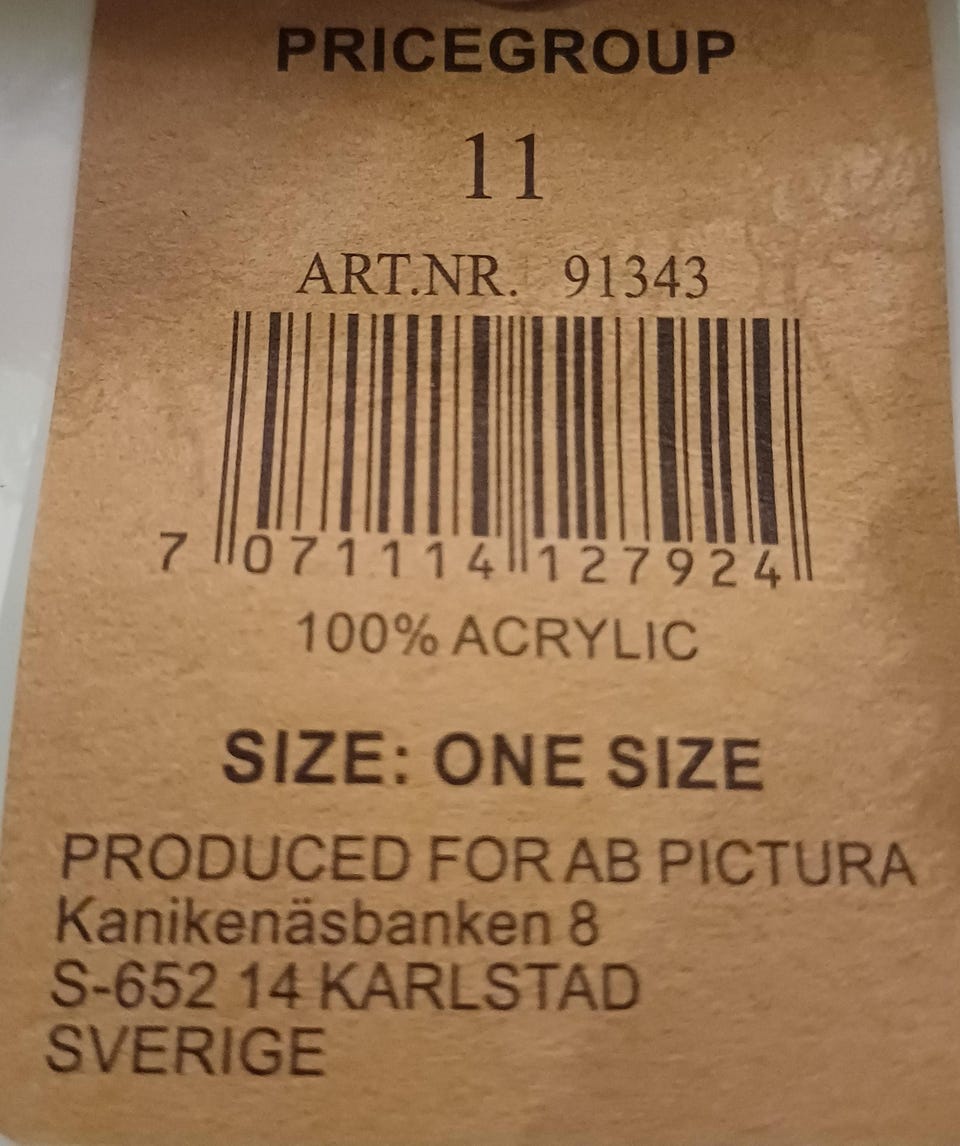 PRICEGROUP
11
ART.NR. 91343
7 071114 127924
100% ACRYLIC
SIZE: ONE SIZE
PRODUCED FOR AB PICTURA
Kanikenäsbanken 8
S-652 14 KARLSTAD
SVERIGE